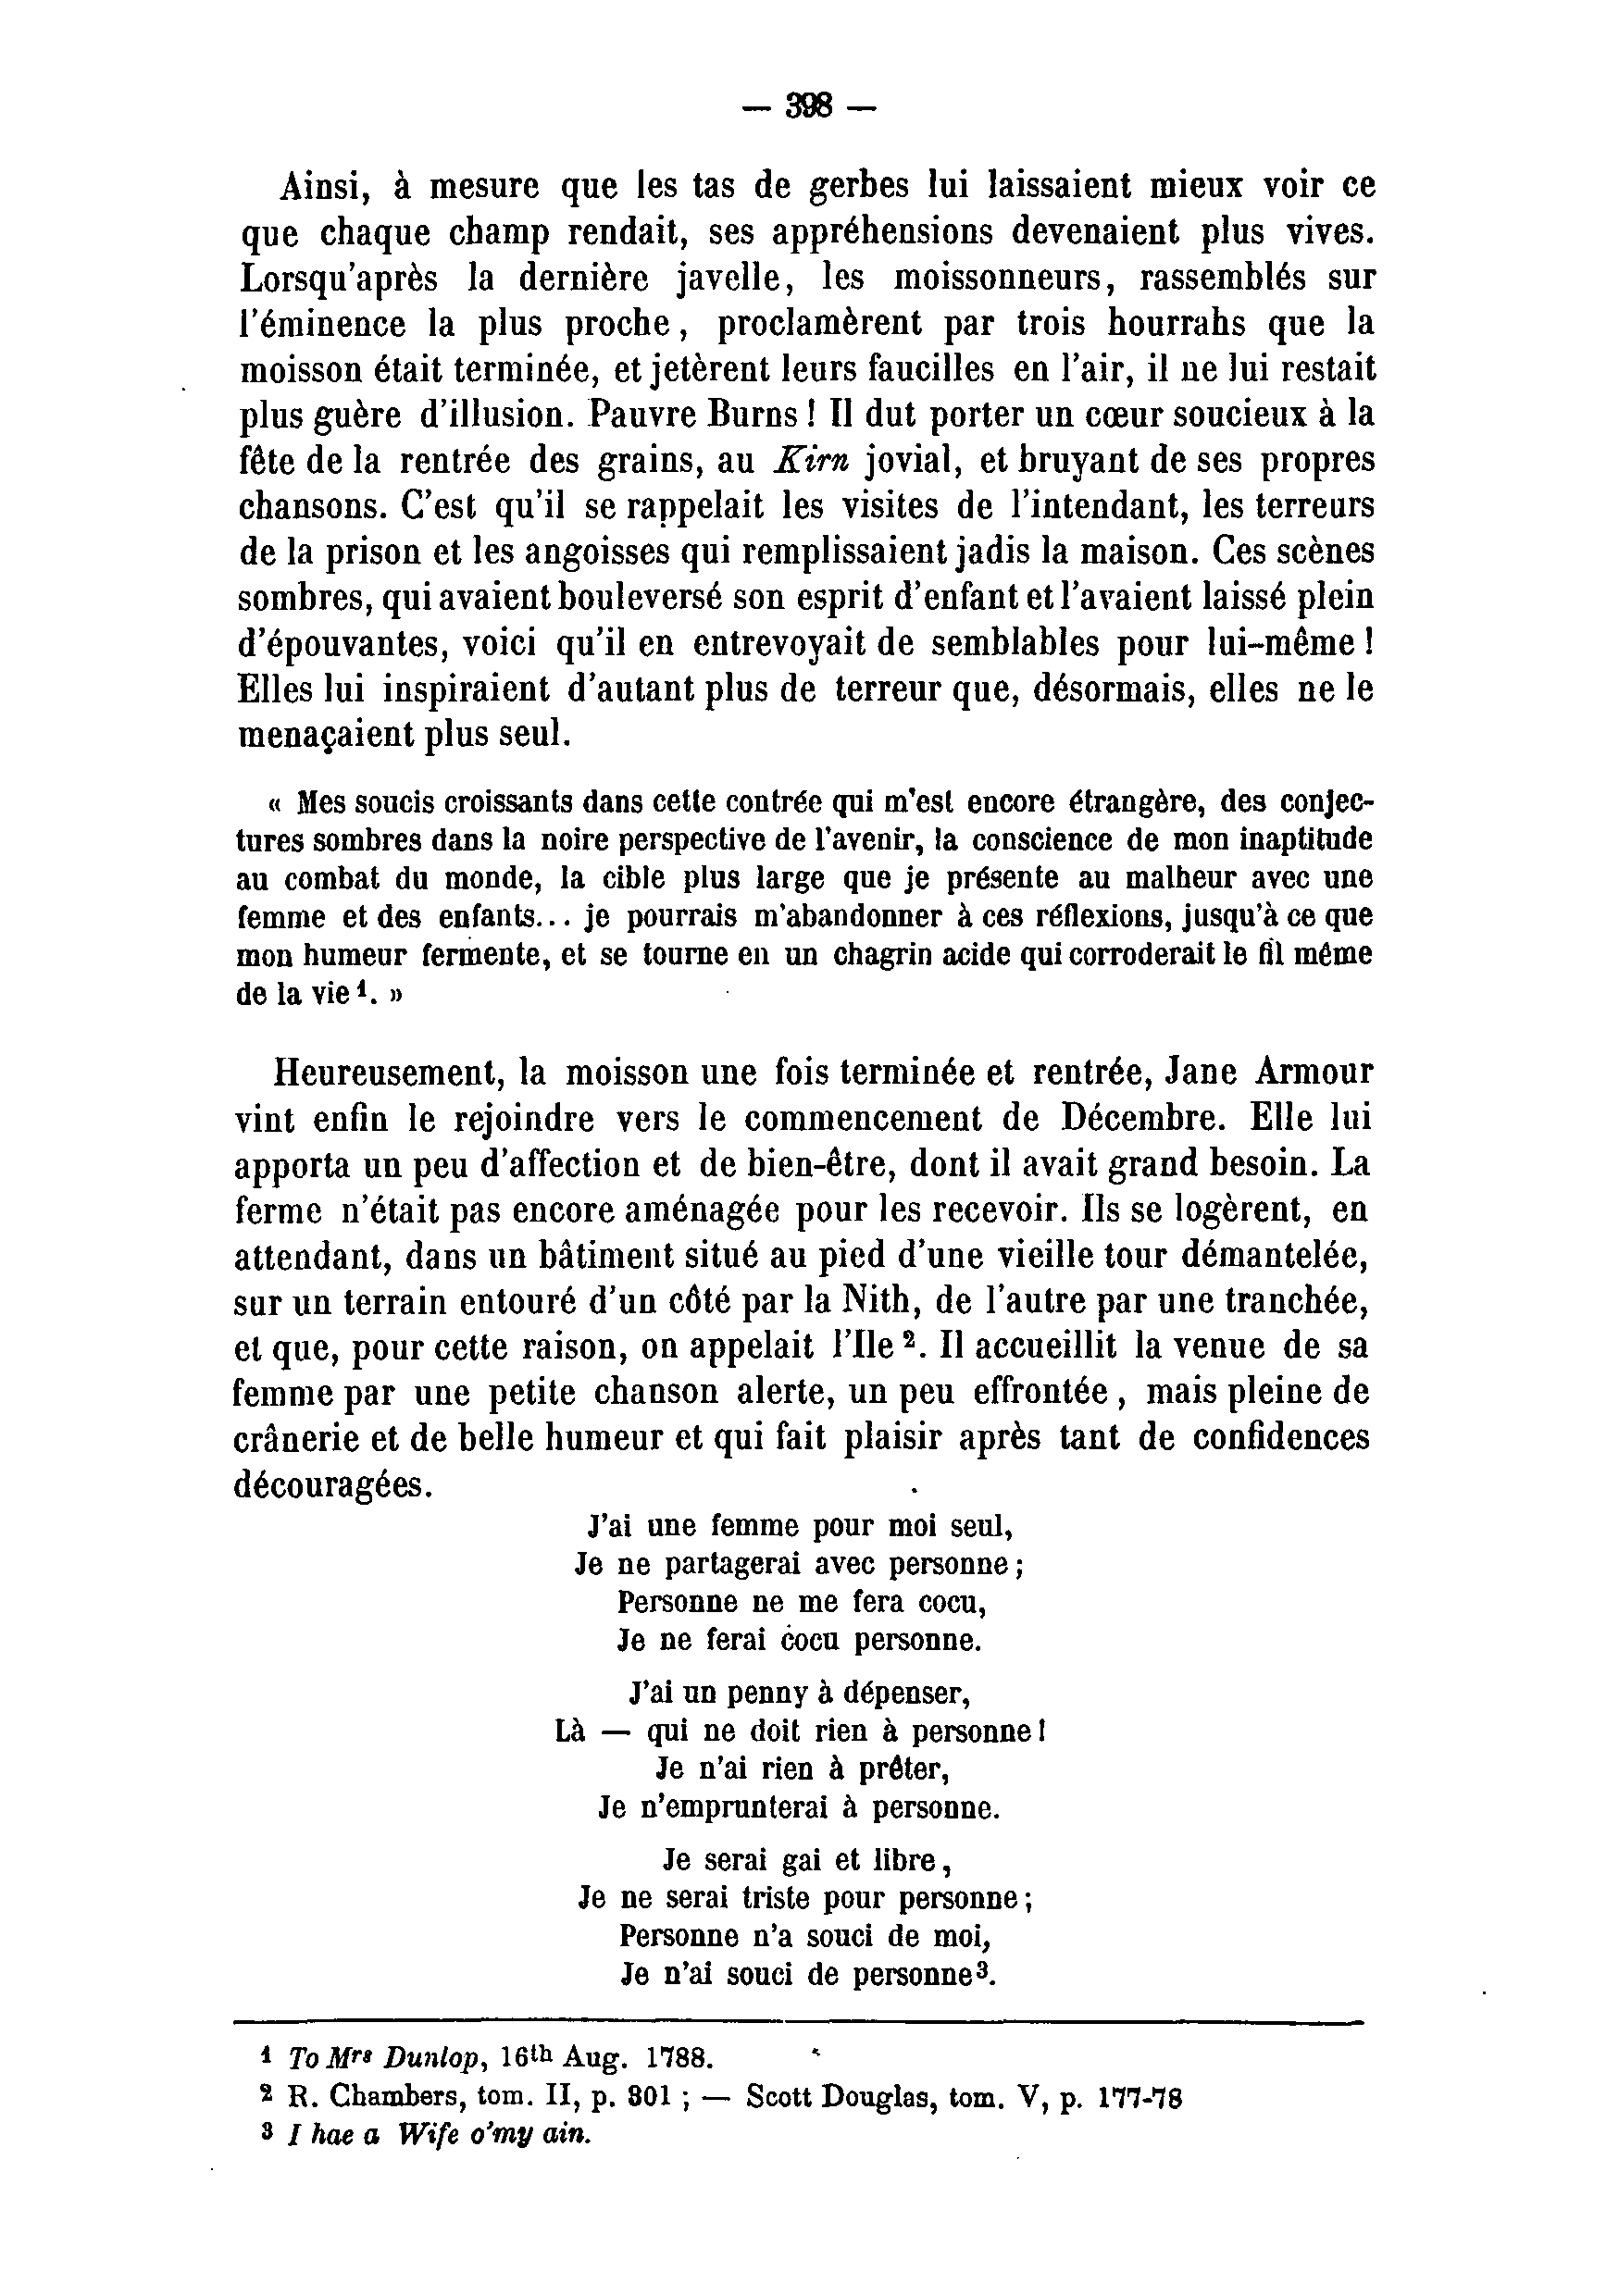 — 398 —
Ainsi, à mesure que les tas de gerbes lui laissaient mieux voir ce
que chaque champ rendait, ses appréhensions devenaient plus vives.
Lorsqu'après la dernière javelle, les moissonneurs, rassemblés sur
l'éminence la plus proche, proclamèrent par trois hourrahs que la
moisson était terminée, et jetèrent leurs faucilles en l'air, il ne lui restait
plus guère d'illusion. Pauvre Burns ! Il dut porter un cœur soucieux à la
fête de la rentrée des grains, au Kirn jovial, et bruyant de ses propres
chansons. C'est qu'il se rappelait les visites de l'intendant, les terreurs
de la prison et les angoisses qui remplissaient jadis la maison. Ces scènes
sombres, qui avaient bouleversé son esprit d'enfant et l'avaient laissé plein
d'épouvantes, voici qu'il en entrevoyait de semblables pour lui-même !
Elles lui inspiraient d'autant plus de terreur que, désormais, elles ne le
menaçaient plus seul.
« Mes soucis croissants dans cette contrée qui m'est encore étrangère, des conjec-
tures sombres dans la noire perspective de l'avenir, la conscience de mon inaptitude
au combat du monde, la cible plus large que je présente au malheur avec une
femme et des enfants... je pourrais m'abandonner à ces réflexions, jusqu'à ce que
mon humeur fermente, et se tourne en un chagrin acide qui corroderait le fil même
de la vie 1. »
Heureusement, la moisson une fois terminée et rentrée, Jane Armour
vint enfin le rejoindre vers le commencement de Décembre. Elle lui
apporta un peu d'affection et de bien-être, dont il avait grand besoin. La
ferme n'était pas encore aménagée pour les recevoir. Ils se logèrent, en
attendant, dans un bâtiment situé au pied d'une vieille tour démantelée,
sur un terrain entouré d'un côté par la Nith, de l'autre par une tranchée,
et que, pour cette raison, on appelait l'Ile 2. Il accueillit la venue de sa
femme par une petite chanson alerte, un peu effrontée, mais pleine de
crânerie et de belle humeur et qui fait plaisir après tant de confidences
découragées.
J'ai une femme pour moi seul,
Je ne partagerai avec personne ;
Personne ne me fera cocu,
Je ne ferai cocu personne.
J'ai un penny à dépenser,
Là — qui ne doit rien à personne !
Je n'ai rien à prêter,
Je n'emprunterai à personne.
Je serai gai et libre,
Je ne serai triste pour personne ;
Personne n'a souci de moi,
Je n'ai souci de personne 3.
1 To Mrs Dunlop, 16th Aug. 1788.
2 R. Chambers, tom. II, p. 301 ; — Scott Douglas, tom. V, p. 177-78
3 I hae a Wife o'my ain.